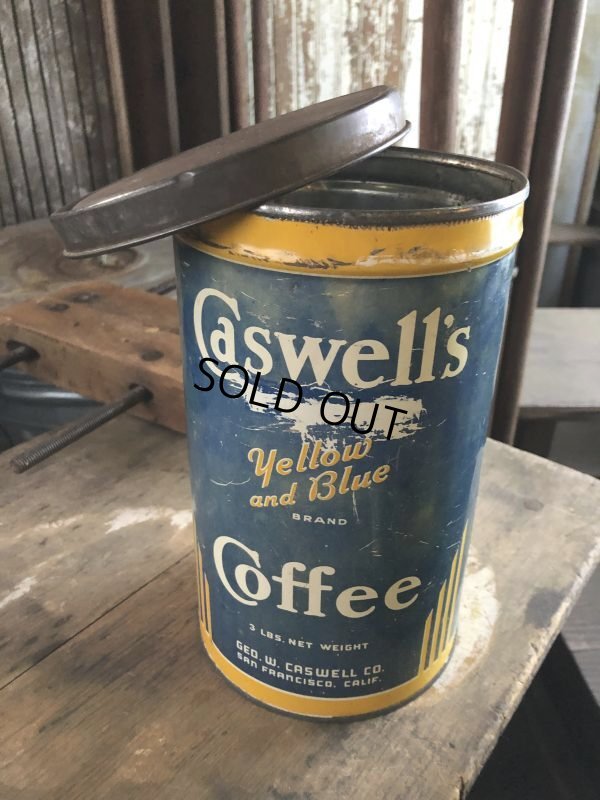 Caswell's
SOLD OUT
Yellow
and Blue
BRAND
Coffee
3 LBS. NET WEIGHT
GEO. W. CASWELL CO.
SAN FRANCISCO, CALIF.